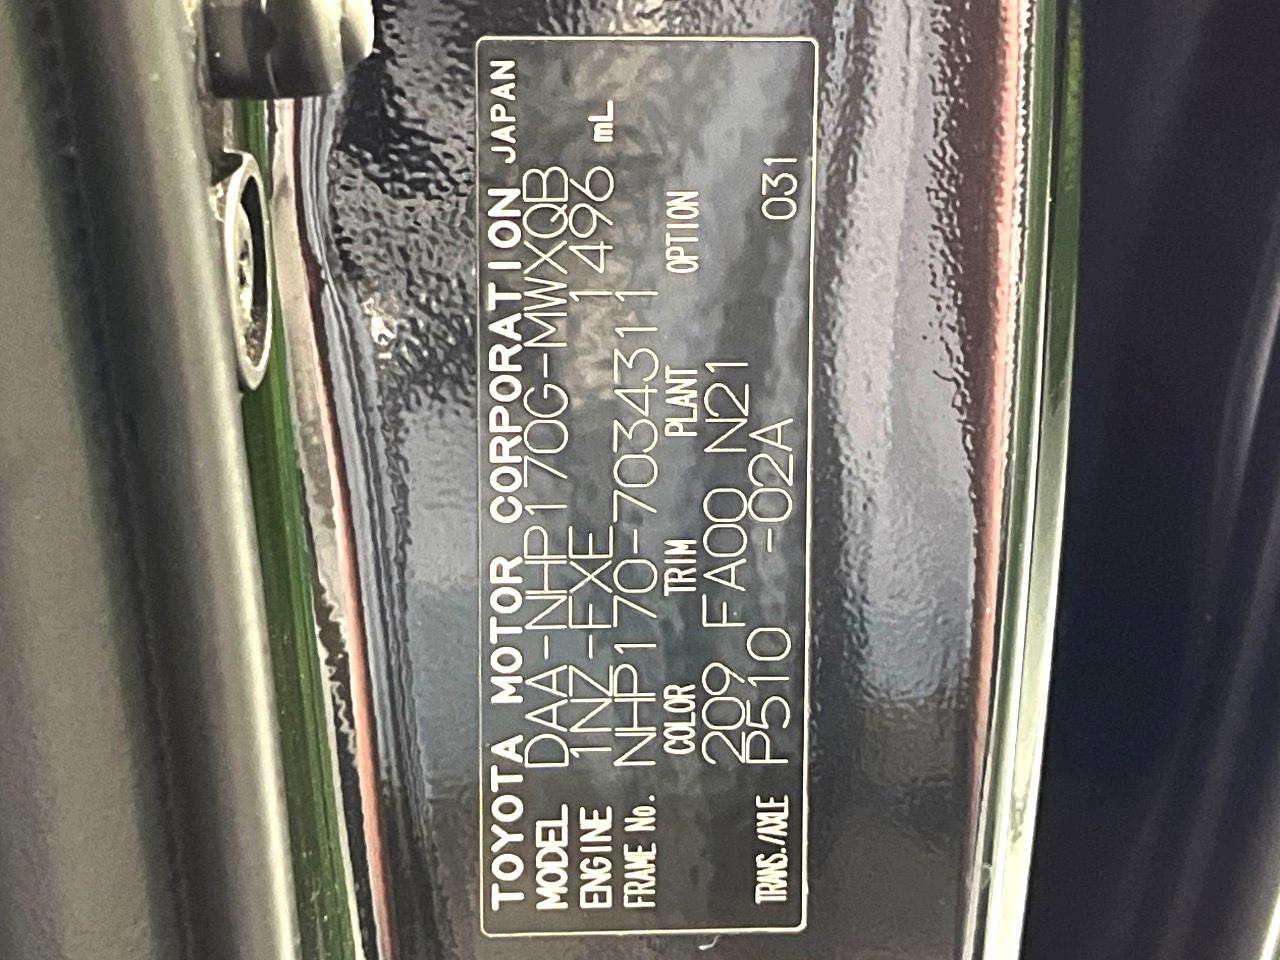 TOYOTA MOTOR CORPORATION JAPAN
MODEL DAA-NHP170G-MWXQB
ENGINE 1NZ-FXE 1496 mL
FRAME No. NHP170-7034311
COLOR TRIM PLANT OPTION
209 FA00 N21
TRANS./AXLE P510 -02A 031